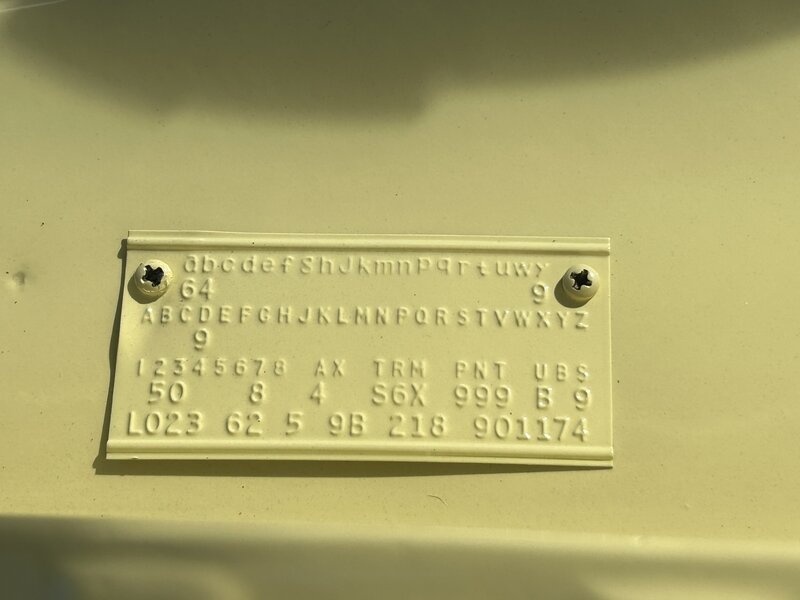 abcdefghJkmnpqrtuwy
64 9
ABCDEFGHJKLMNPQRSTVWXYZ
9
12345678 AX TRM PNT UBS
50 8 4 S6X 999 B 9
L023 62 5 9B 218 901174